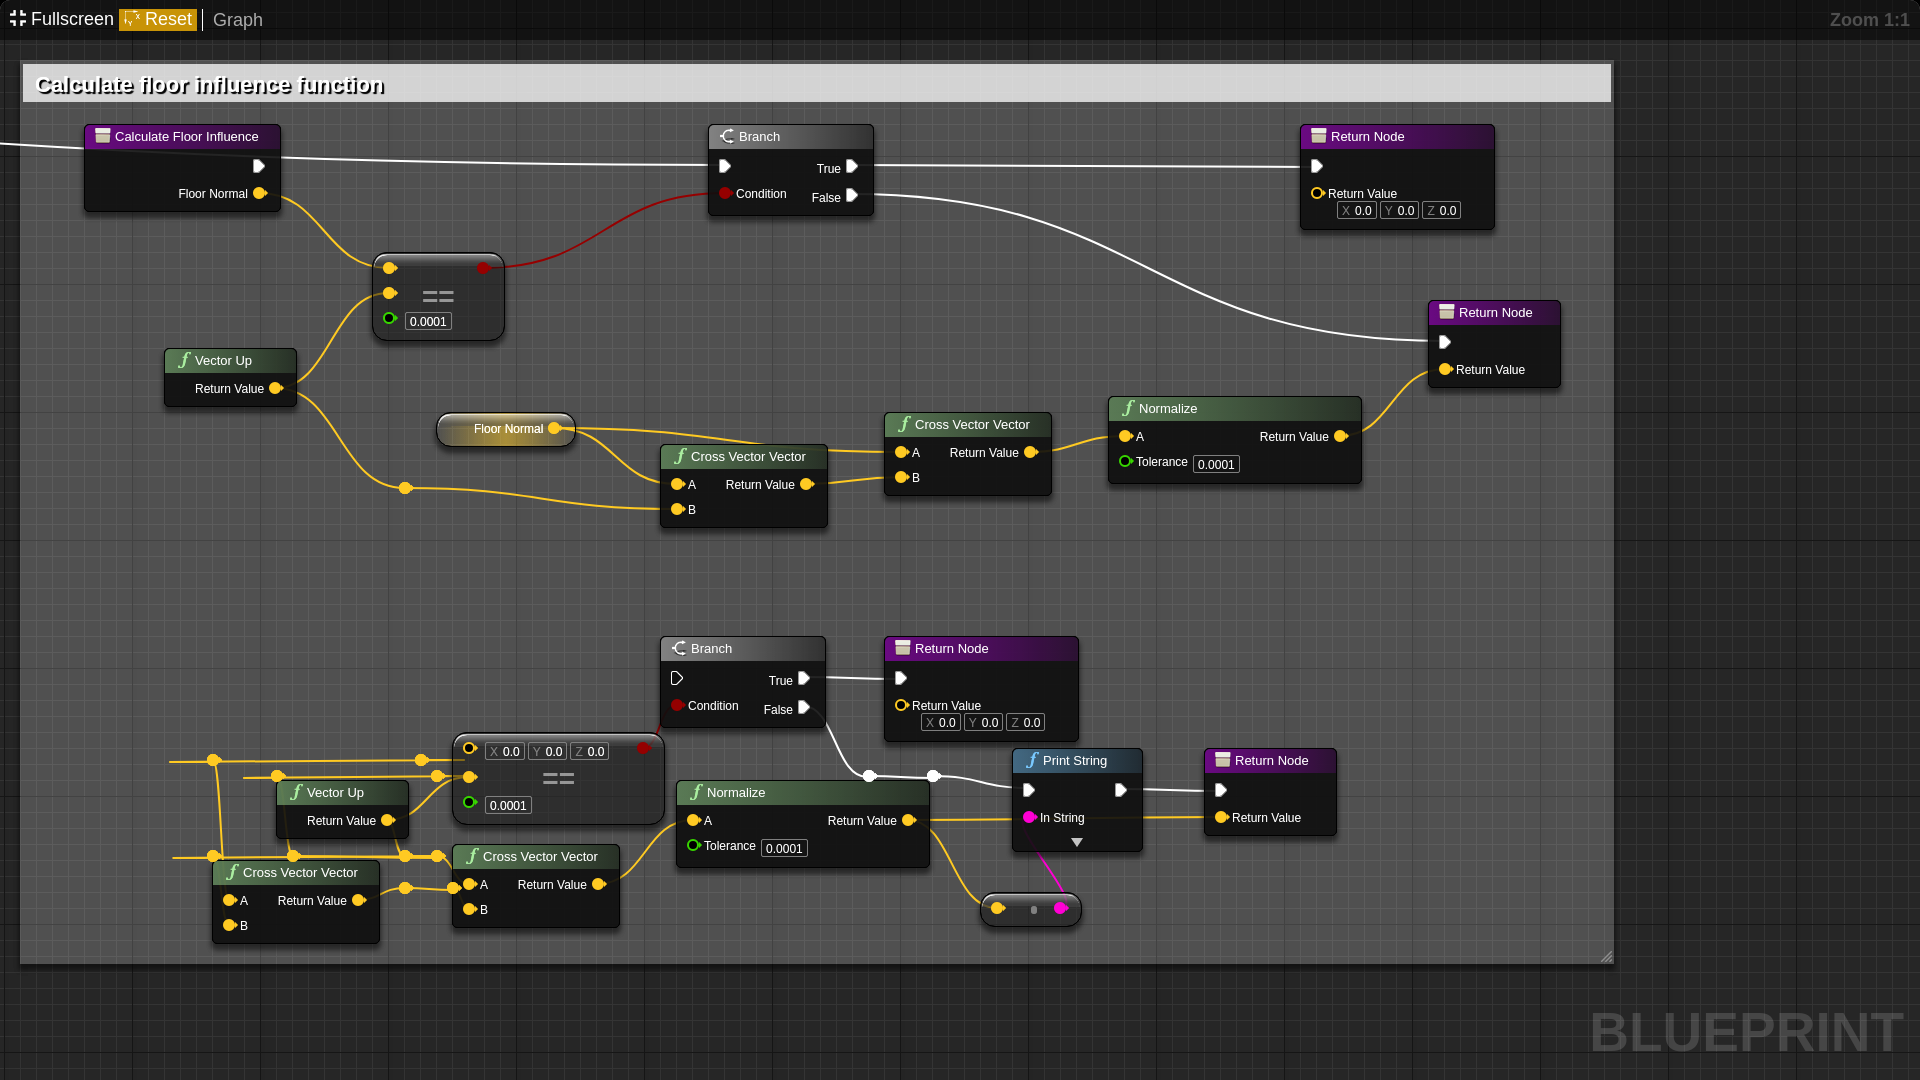 Fullscreen Reset Graph Zoom 1:1
Calculate floor influence function
Calculate Floor Influence
Floor Normal
Branch
True
Condition
False
Return Node
Return Value
X 0.0 Y 0.0 Z 0.0
==
0.0001
Vector Up
Return Value
Return Node
Return Value
Floor Normal
Cross Vector Vector
A Return Value
B
Cross Vector Vector
A Return Value
B
Normalize
A Return Value
Tolerance 0.0001
Branch
True
Condition
False
Return Node
Return Value
X 0.0 Y 0.0 Z 0.0
X 0.0 Y 0.0 Z 0.0
==
0.0001
Vector Up
Return Value
Normalize
A Return Value
Tolerance 0.0001
Print String
In String
Return Node
Return Value
Cross Vector Vector
A Return Value
B
Cross Vector Vector
A Return Value
B
BLUEPRINT